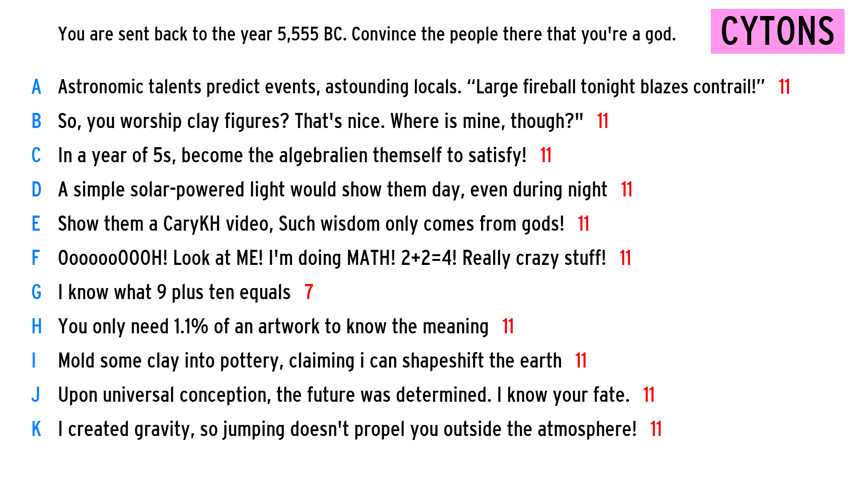 You are sent back to the year 5,555 BC. Convince the people there that you're a god.
CYTONS
A Astronomic talents predict events, astounding locals. “Large fireball tonight blazes contrail!” 11
B So, you worship clay figures? That's nice. Where is mine, though?" 11
C In a year of 5s, become the algebralien themself to satisfy! 11
D A simple solar-powered light would show them day, even during night 11
E Show them a CaryKH video, Such wisdom only comes from gods! 11
F OoooooOOOH! Look at ME! I'm doing MATH! 2+2=4! Really crazy stuff! 11
G I know what 9 plus ten equals 7
H You only need 1.1% of an artwork to know the meaning 11
I Mold some clay into pottery, claiming i can shapeshift the earth 11
J Upon universal conception, the future was determined. I know your fate. 11
K I created gravity, so jumping doesn't propel you outside the atmosphere! 11